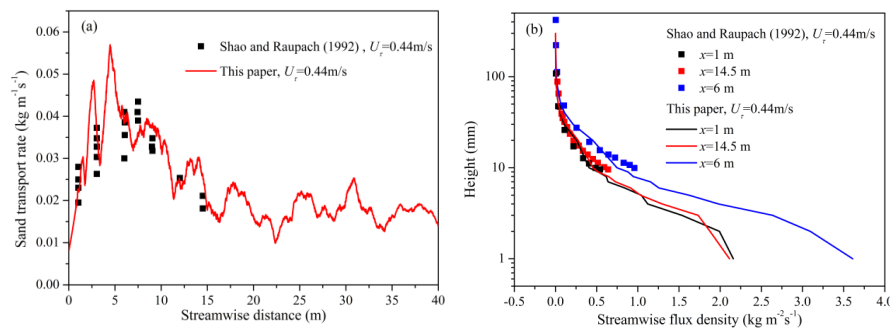 (a)
Shao and Raupach (1992) , Uτ=0.44m/s
This paper, Uτ=0.44m/s
Sand transport rate (kg m-1s-1)
0.06
0.05
0.04
0.03
0.02
0.01
0.00
0 5 10 15 20 25 30 35 40
Streamwise distance (m)
(b)
Shao and Raupach (1992), Uτ=0.44m/s
x=1 m
x=14.5 m
x=6 m
This paper, Uτ=0.44m/s
x=1 m
x=14.5 m
x=6 m
Height (mm)
100
10
1
-0.5 0.0 0.5 1.0 1.5 2.0 2.5 3.0 3.5 4.0
Streamwise flux density (kg m-2s-1)